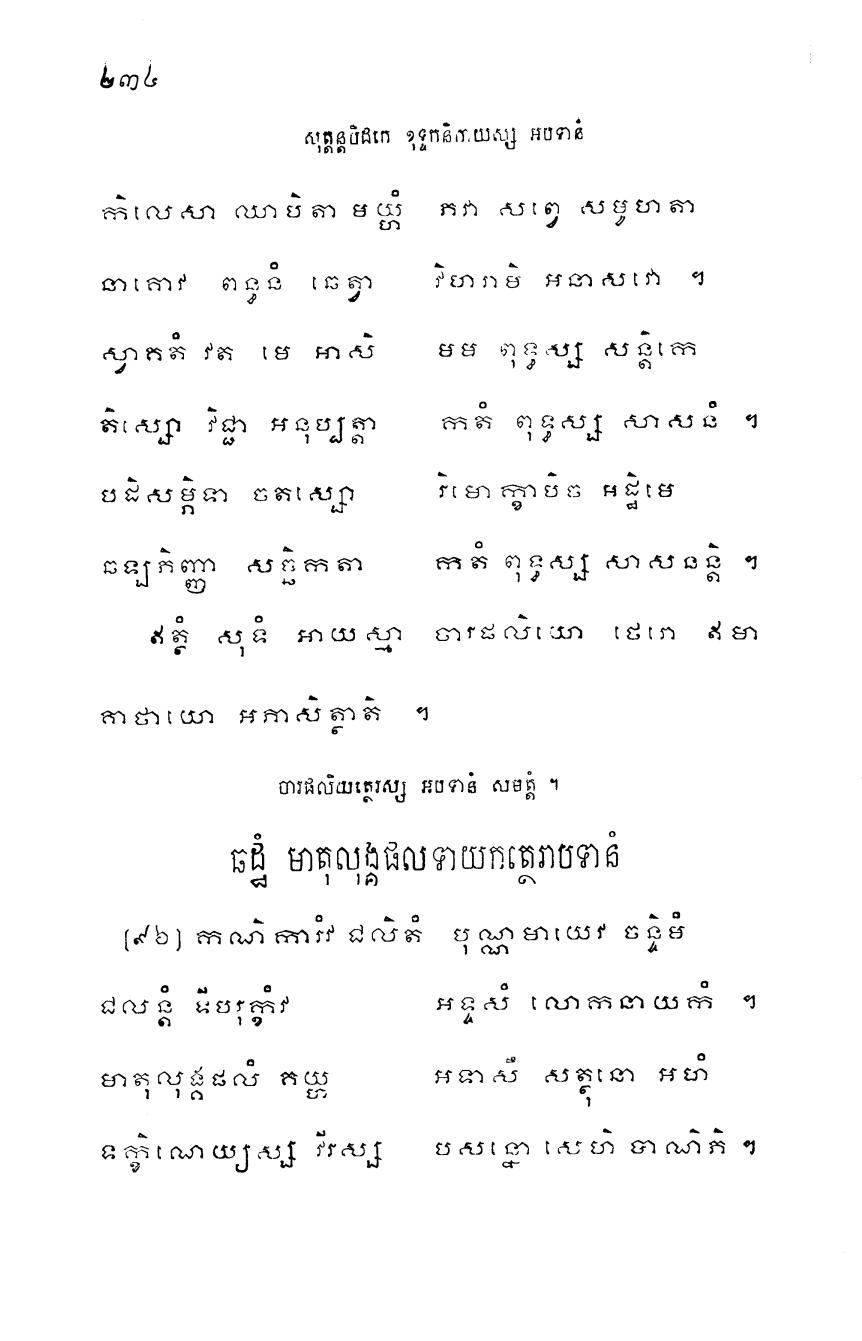 ២៣៤
សុត្តន្តបិដកេ ខុទ្ទកនិកាយស្ស អបទានំ
កិលេសា ឈាបិតា មយ្ហំ ភវា សព្វេ សមូហតា
នាគោវ ពន្ធនំ ឆេត្វា វិហរាមិ អនាសវោ ។
ស្វាគតំ វត មេ អាសិ មម ពុទ្ធស្ស សន្តិកេ
តិស្សោ វិជ្ជា អនុប្បត្តា កតំ ពុទ្ធស្ស សាសនំ ។
បដិសម្ភិទា ចតស្សោ វិមោក្ខាបិច អដ្ឋិមេ
ឆឡភិញ្ញា សច្ឆិកតា កតំ ពុទ្ធស្ស សាសនន្តិ ។
ឥត្ថំ សុទំ អាយស្មា បារផលិយោ ថេរោ ឥមា
គាថាយោ អភាសិត្ថាតិ ។
បារផលិយត្ថេរស្ស អបទានំ សមត្តំ ។
ឆដ្ឋំ មាតុលុង្គផលទាយកត្ថេរាបទានំ
[៩៦] កណិការំវ ជលិតំ បុណ្ណមាយេវ ចន្ទិមំ
ជលន្តំ ទីបរុក្ខំវ អទ្ទសំ លោកនាយកំ ។
មាតុលុង្គផលំ គយ្ហ អទាសឹ សត្ថុនោ អហំ
ទក្ខិណេយ្យស្ស វីរស្ស បសន្នោ សេហិ បាណិភិ ។